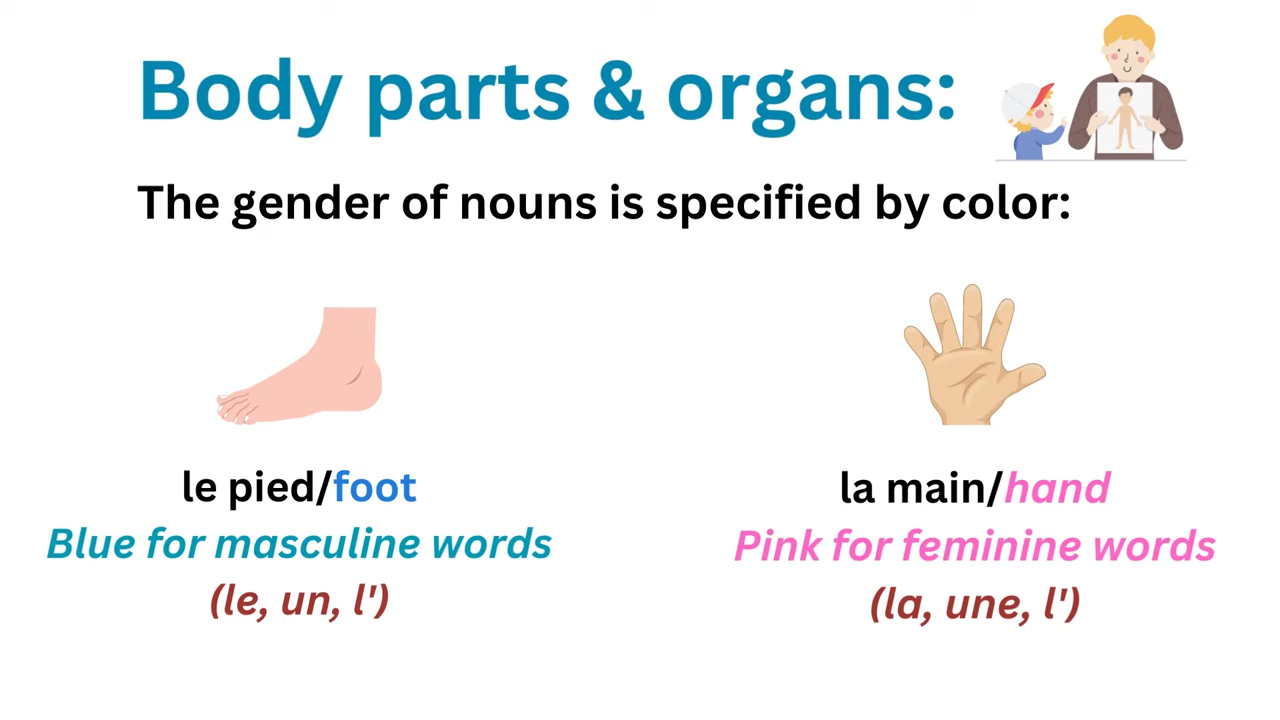 Body parts & organs:
The gender of nouns is specified by color:
le pied/foot
Blue for masculine words
(le, un, l')
la main/hand
Pink for feminine words
(la, une, l')